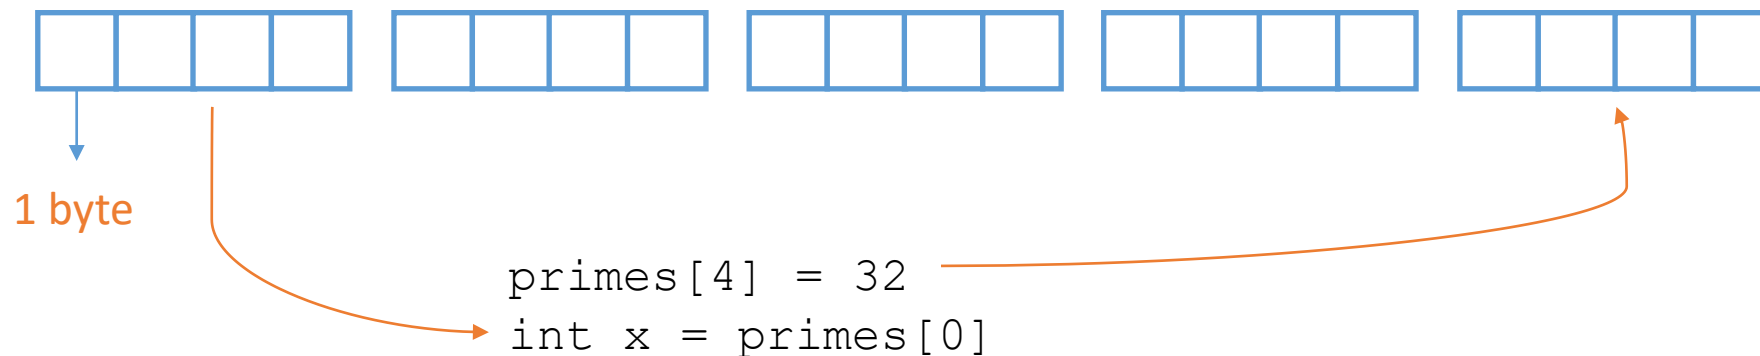 1 byte
primes[4] = 32
int x = primes[0]